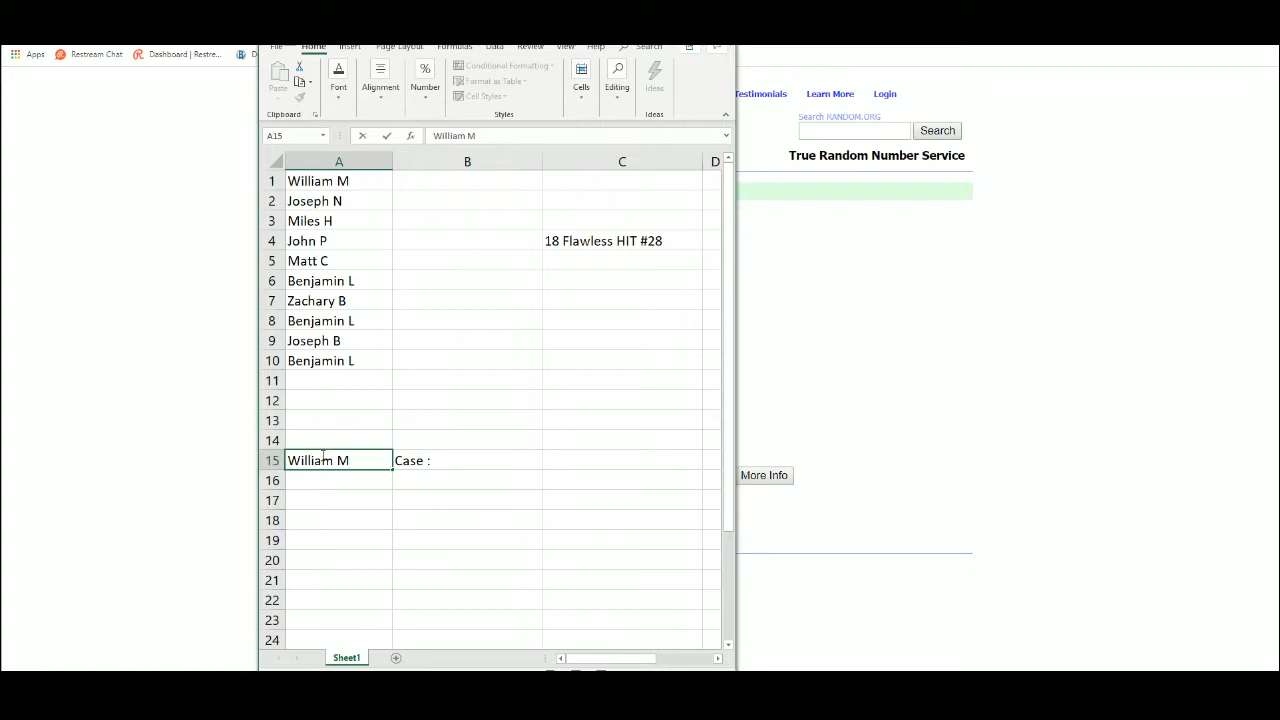 Apps Restream Chat Dashboard (Restre... D
File Home Insert Page Layout Formulas Data Review View Help Search
Paste
Font
Alignment
Number
Conditional Formatting
Format as Table
Cell Styles
Cells
Editing
Ideas
Clipboard Styles Ideas
A15 fx William M
A B C D
1 William M
2 Joseph N
3 Miles H
4 John P 18 Flawless HIT #28
5 Matt C
6 Benjamin L
7 Zachary B
8 Benjamin L
9 Joseph B
10 Benjamin L
11
12
13
14
15 William M Case :
16
17
18
19
20
21
22
23
24
Sheet1
Testimonials Learn More Login
Search RANDOM.ORG
Search
True Random Number Service
More Info